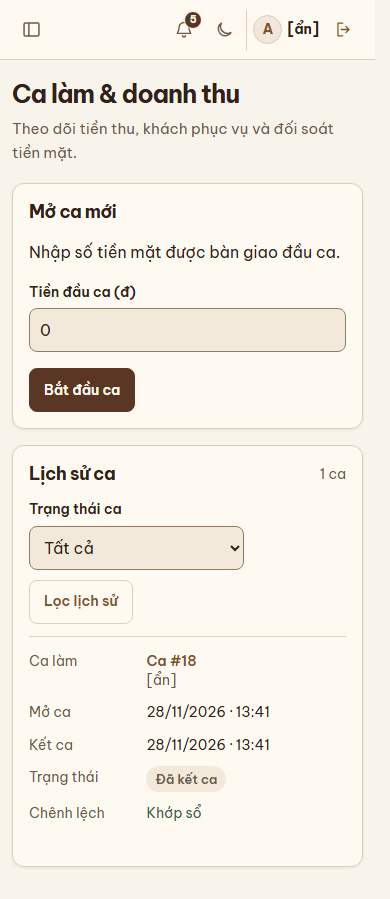 5
A [ẩn]
Ca làm & doanh thu
Theo dõi tiền thu, khách phục vụ và đối soát
tiền mặt.
Mở ca mới
Nhập số tiền mặt được bàn giao đầu ca.
Tiền đầu ca (đ)
0
Bắt đầu ca
Lịch sử ca 1 ca
Trạng thái ca
Tất cả
Lọc lịch sử
Ca làm Ca #18
[ẩn]
Mở ca 28/11/2026 · 13:41
Kết ca 28/11/2026 · 13:41
Trạng thái Đã kết ca
Chênh lệch Khớp sổ